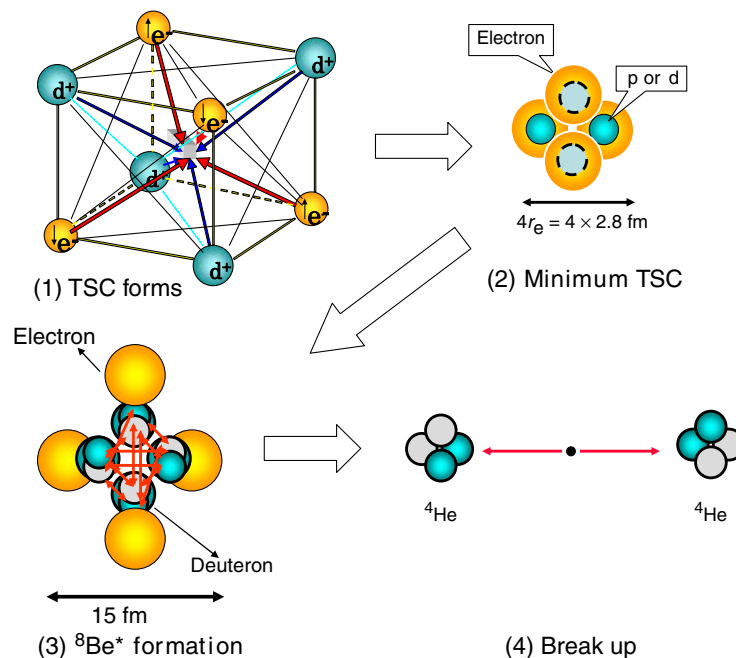 ↑e-
d+
d+
↓e-
d+
↑e-
↓e-
d+
(1) TSC forms
Electron
p or d
4re = 4 × 2.8 fm
(2) Minimum TSC
Electron
Deuteron
15 fm
(3) ⁸Be* formation
⁴He
⁴He
(4) Break up